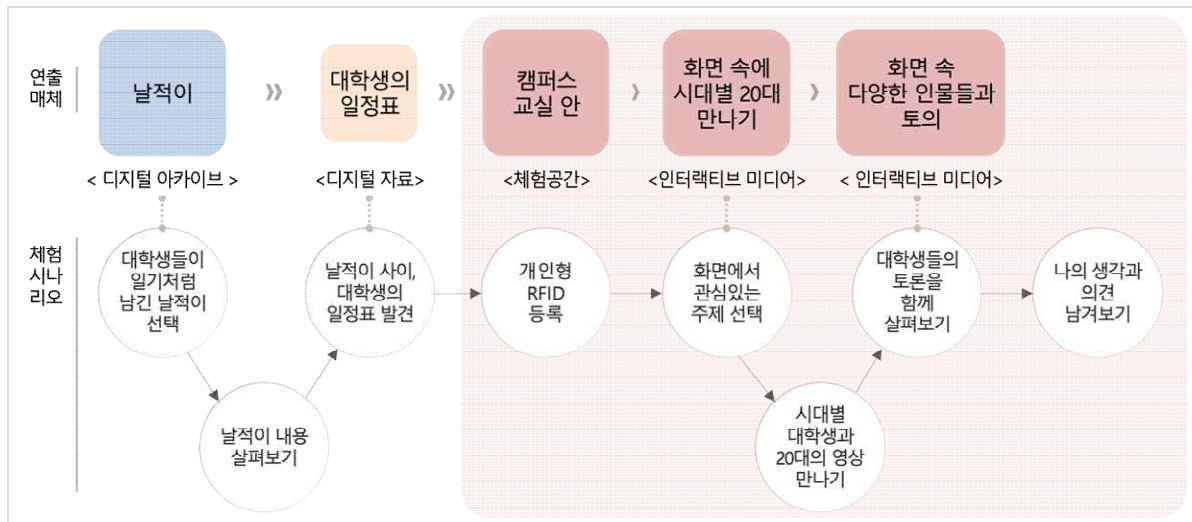 연출
매체
날적이
대학생의
일정표
캠퍼스
교실 안
화면 속에
시대별 20대
만나기
화면 속
다양한 인물들과
토의
< 디지털 아카이브 >
<디지털 자료>
<체험공간>
<인터랙티브 미디어>
< 인터랙티브 미디어>
체험
시나
리오
대학생들이
일기처럼
남긴 날적이
선택
날적이 내용
살펴보기
날적이 사이,
대학생의
일정표 발견
개인형
RFID
등록
화면에서
관심있는
주제 선택
시대별
대학생과
20대의 영상
만나기
대학생들의
토론을
함께
살펴보기
나의 생각과
의견
남겨보기